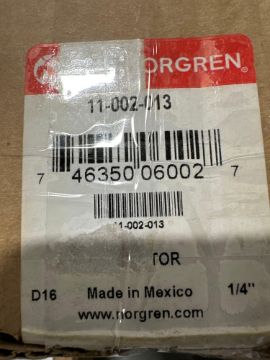 NORGREN
11-002-013
7 46350 06002 7
11-002-013
TOR
D16 Made in Mexico 1/4"
www.norgren.com